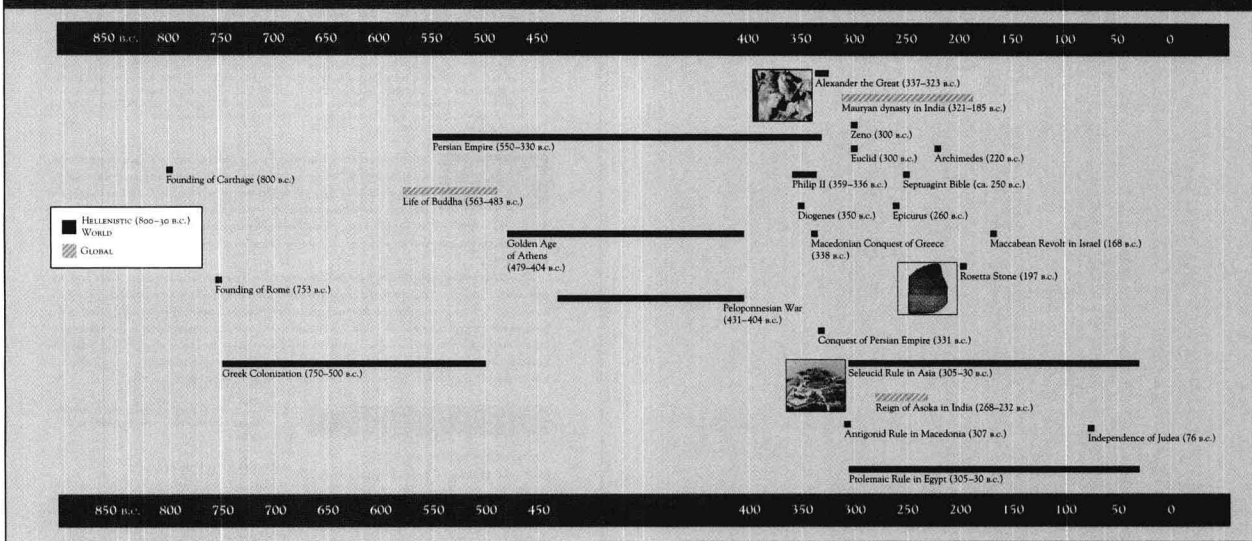 850 B.C. 800 750 700 650 600 550 500 450 400 350 300 250 200 150 100 50 0
Alexander the Great (337–323 B.C.)
Mauryan dynasty in India (321–185 B.C.)
Zeno (300 B.C.)
Persian Empire (550–330 B.C.)
Euclid (300 B.C.)
Archimedes (220 B.C.)
Founding of Carthage (800 B.C.)
Philip II (359–336 B.C.)
Septuagint Bible (ca. 250 B.C.)
Life of Buddha (563–483 B.C.)
Diogenes (350 B.C.)
Epicurus (260 B.C.)
HELLENISTIC (800–30 B.C.)
WORLD
GLOBAL
Golden Age
of Athens
(479–404 B.C.)
Macedonian Conquest of Greece
(338 B.C.)
Maccabean Revolt in Israel (168 B.C.)
Rosetta Stone (197 B.C.)
Founding of Rome (753 B.C.)
Peloponnesian War
(431–404 B.C.)
Conquest of Persian Empire (331 B.C.)
Greek Colonization (750–500 B.C.)
Seleucid Rule in Asia (305–30 B.C.)
Reign of Asoka in India (268–232 B.C.)
Antigonid Rule in Macedonia (307 B.C.)
Independence of Judea (76 B.C.)
Ptolemaic Rule in Egypt (305–30 B.C.)
850 B.C. 800 750 700 650 600 550 500 450 400 350 300 250 200 150 100 50 0